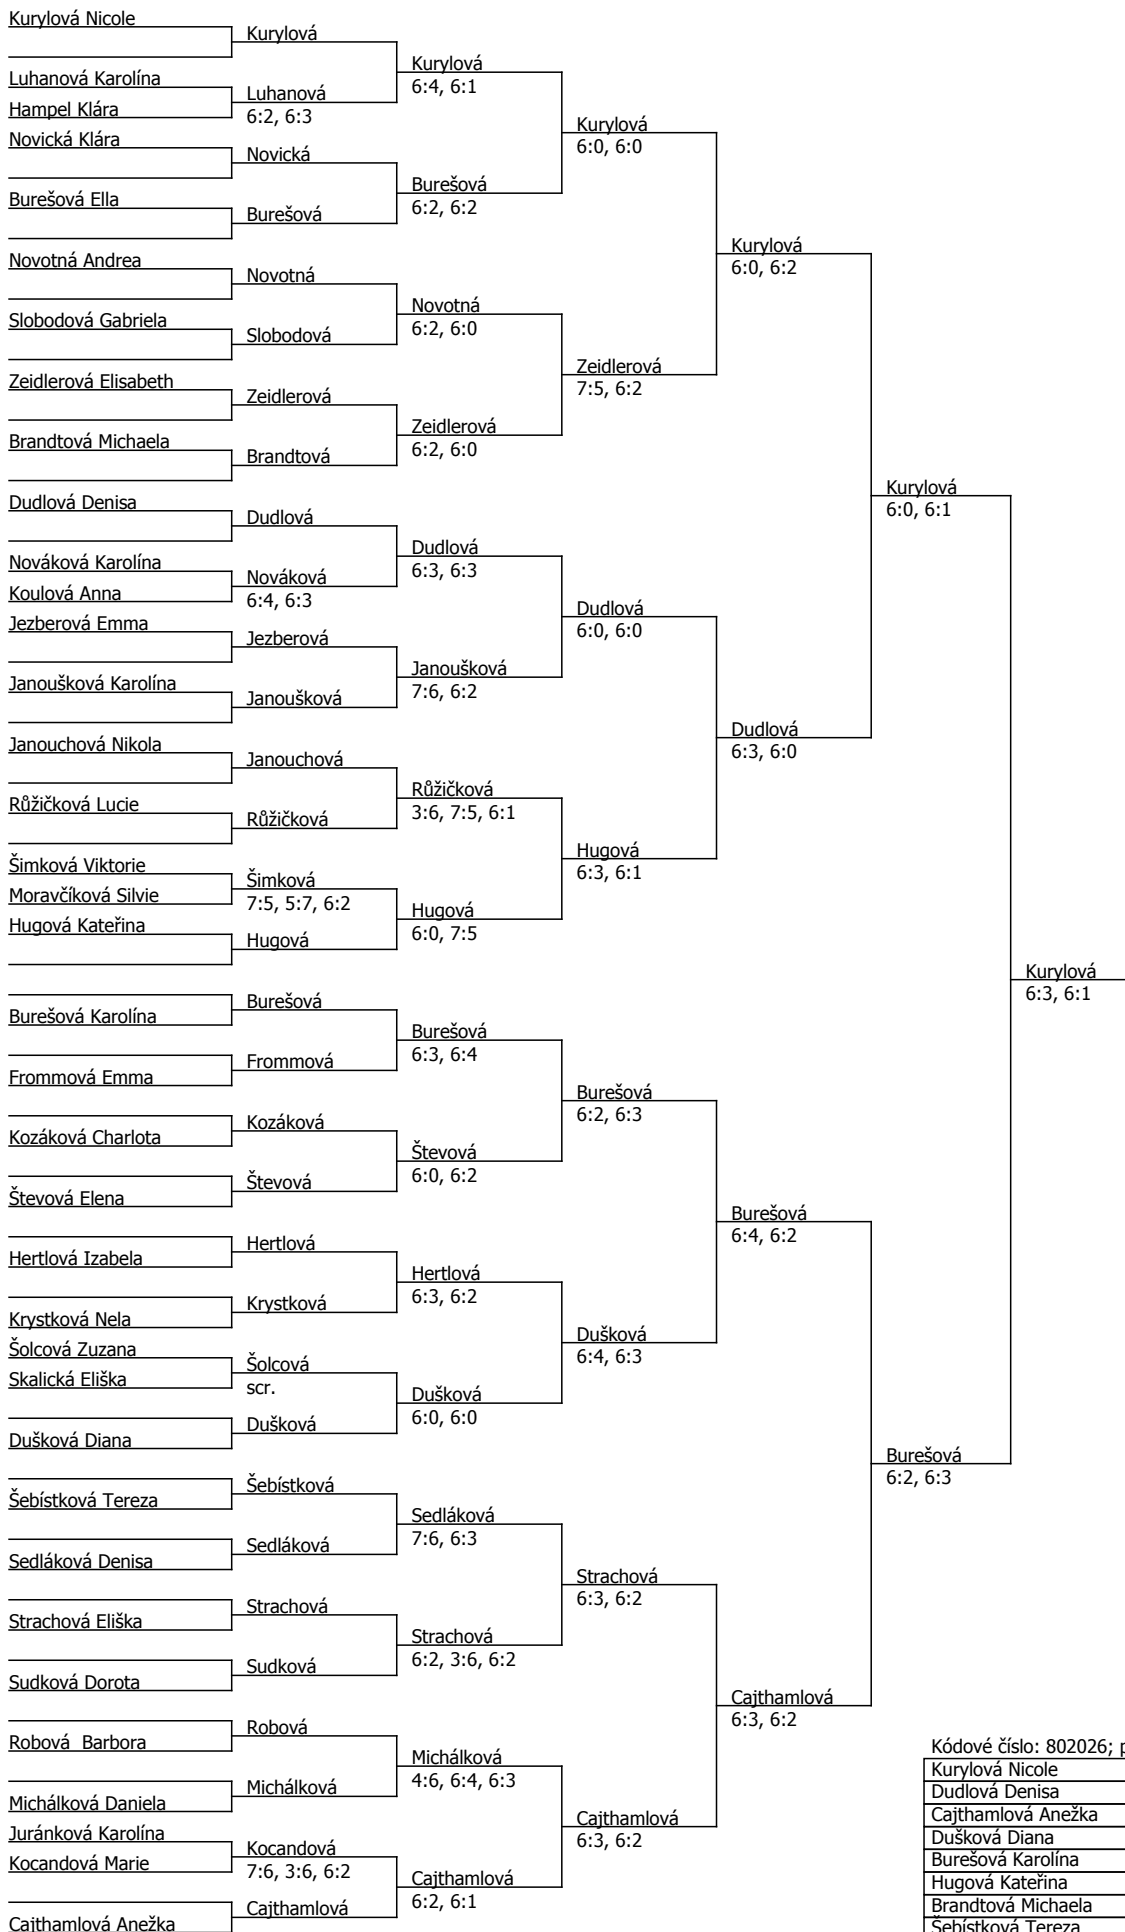 Kurylová Nicole
Kurylová
Kurylová
6:4, 6:1
Luhanová Karolína
Luhanová
Hampel Klára
6:2, 6:3
Kurylová
6:0, 6:0
Novická Klára
Novická
Burešová
6:2, 6:2
Burešová Ella
Burešová
Kurylová
6:0, 6:2
Novotná Andrea
Novotná
Novotná
6:2, 6:0
Slobodová Gabriela
Slobodová
Zeidlerová
7:5, 6:2
Zeidlerová Elisabeth
Zeidlerová
Zeidlerová
6:2, 6:0
Brandtová Michaela
Brandtová
Kurylová
6:0, 6:1
Dudlová Denisa
Dudlová
Dudlová
6:3, 6:3
Nováková Karolína
Nováková
Koulová Anna
6:4, 6:3
Dudlová
6:0, 6:0
Jezberová Emma
Jezberová
Janoušková
7:6, 6:2
Janoušková Karolína
Janoušková
Dudlová
6:3, 6:0
Janouchová Nikola
Janouchová
Růžičková
3:6, 7:5, 6:1
Růžičková Lucie
Růžičková
Hugová
6:3, 6:1
Šimková Viktorie
Šimková
Moravčíková Silvie
7:5, 5:7, 6:2
Hugová
6:0, 7:5
Hugová Kateřina
Hugová
Kurylová
6:3, 6:1
Burešová
Burešová Karolína
Burešová
6:3, 6:4
Frommová
Frommová Emma
Burešová
6:2, 6:3
Kozáková
Kozáková Charlota
Števová
6:0, 6:2
Števová
Števová Elena
Burešová
6:4, 6:2
Hertlová
Hertlová Izabela
Hertlová
6:3, 6:2
Krystková
Krystková Nela
Dušková
6:4, 6:3
Šolcová Zuzana
Šolcová
Skalická Eliška
scr.
Dušková
6:0, 6:0
Dušková
Dušková Diana
Burešová
6:2, 6:3
Šebístková
Šebístková Tereza
Sedláková
7:6, 6:3
Sedláková
Sedláková Denisa
Strachová
6:3, 6:2
Strachová
Strachová Eliška
Strachová
6:2, 3:6, 6:2
Sudková
Sudková Dorota
Cajthamlová
6:3, 6:2
Robová
Robová  Barbora
Michálková
4:6, 6:4, 6:3
Michálková
Michálková Daniela
Cajthamlová
6:3, 6:2
Juránková Karolína
Kocandová
Kocandová Marie
7:6, 3:6, 6:2
Cajthamlová
6:2, 6:1
Cajthamlová
Cajthamlová Anežka
Kódové číslo: 802026; p
Kurylová Nicole
Dudlová Denisa
Cajthamlová Anežka
Dušková Diana
Burešová Karolína
Hugová Kateřina
Brandtová Michaela
Šebístková Tereza